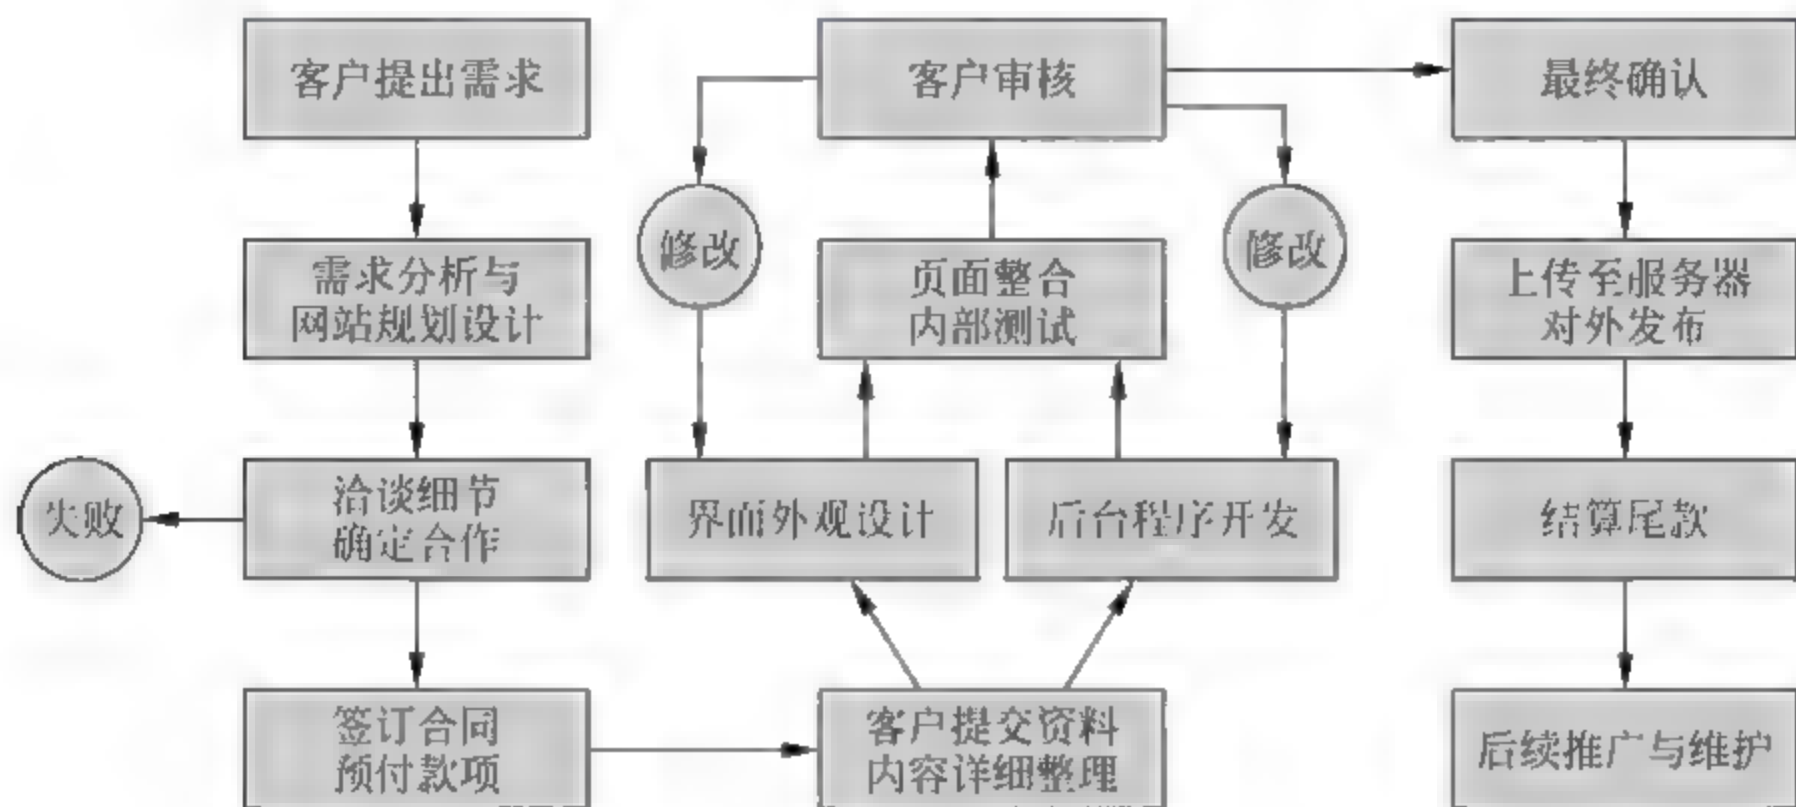 客户提出需求
需求分析与
网站规划设计
洽谈细节
确定合作
失败
签订合同
预付款项
客户审核
修改
修改
页面整合
内部测试
界面外观设计
后台程序开发
客户提交资料
内容详细整理
最终确认
上传至服务器
对外发布
结算尾款
后续推广与维护